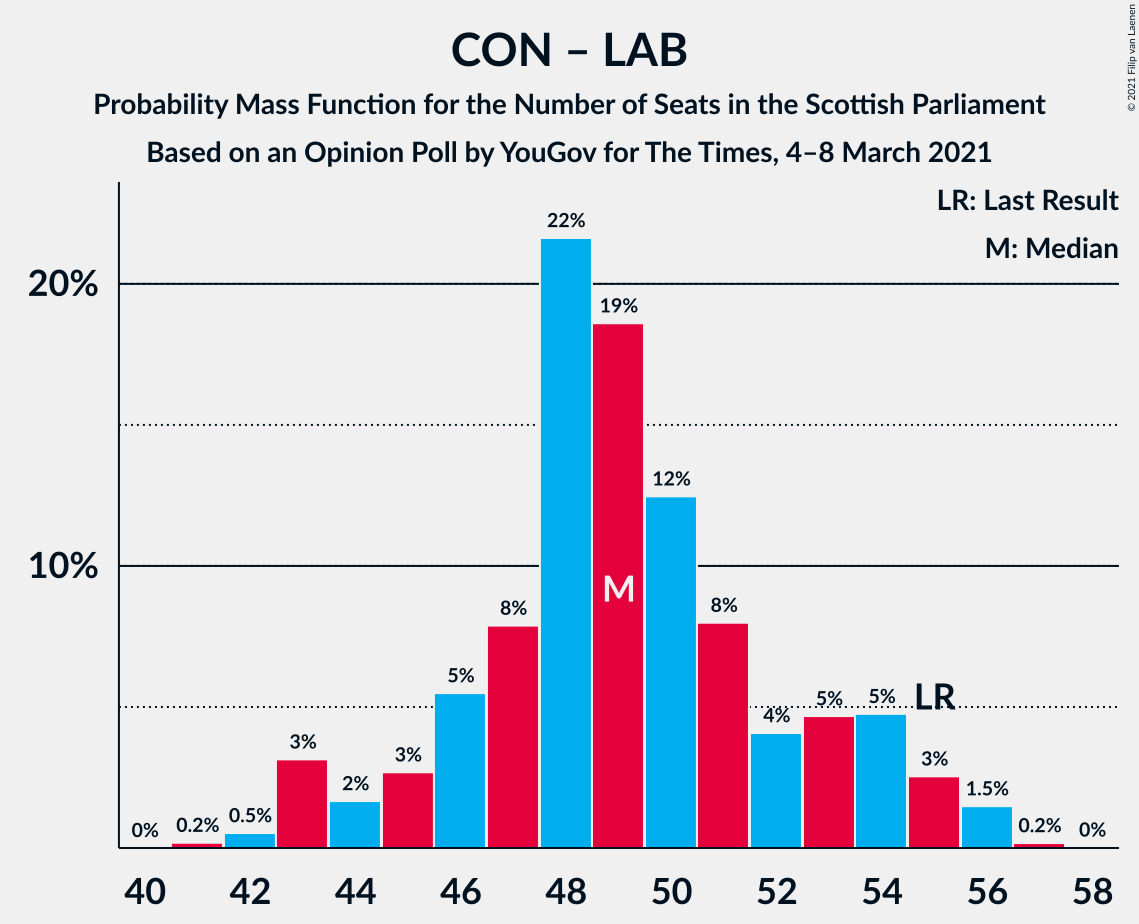 CON – LAB
Probability Mass Function for the Number of Seats in the Scottish Parliament
Based on an Opinion Poll by YouGov for The Times, 4–8 March 2021
© 2021 Filip van Laenen
LR: Last Result
M: Median
20%
10%
0%
0.2%
0.5%
3%
2%
3%
5%
8%
22%
19%
12%
8%
4%
5%
5%
3%
1.5%
0.2%
0%
M
LR
40 42 44 46 48 50 52 54 56 58